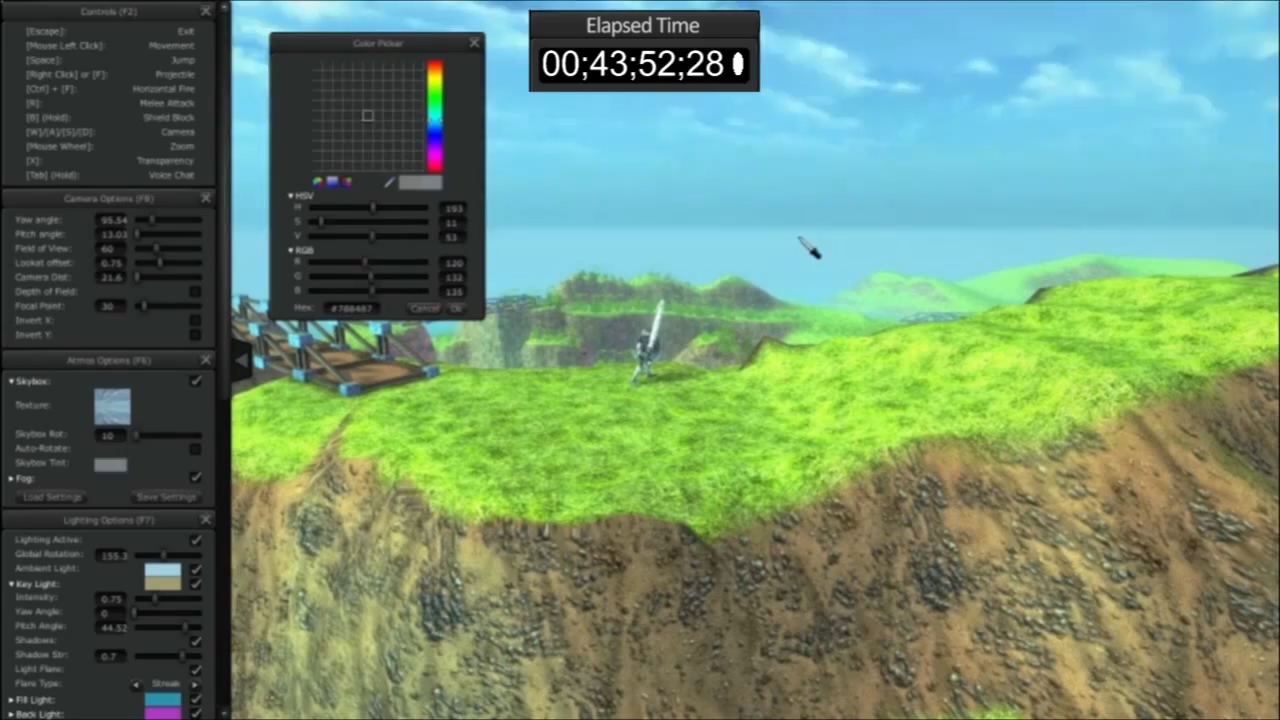 Controls (F2)
[Escape]: Exit
[Mouse Left Click]: Movement
[Space]: Jump
[Right Click] or [F]: Projectile
[Ctrl] + [F]: Horizontal Fire
[R]: Melee Attack
[B] (Hold): Shield Block
[W]/[A]/[S]/[D]: Camera
[Mouse Wheel]: Zoom
[X]: Transparency
[Tab] (Hold): Voice Chat
Camera Options (F8)
Yaw angle: 95.54
Pitch angle: 13.03
Field of View: 60
Lookat offset: 0.75
Camera Dist: 21.6
Depth of Field:
Focal Point: 30
Invert X:
Invert Y:
Atmos Options (F6)
Skybox:
Texture:
Skybox Rot: 10
Auto-Rotate:
Skybox Tint:
Fog:
Load Settings Save Settings
Lighting Options (F7)
Lighting Active:
Global Rotation: 155.3
Ambient Light:
Key Light:
Intensity: 0.75
Yaw Angle: 0
Pitch Angle: 44.52
Shadows:
Shadow Str: 0.7
Light Flare:
Flare Type: Streak
Fill Light:
Back Light:
Color Picker
HSV
H 193
S 11
V 53
RGB
R 120
G 132
B 135
Hex: #788487 Cancel Ok
Elapsed Time
00;43;52;28